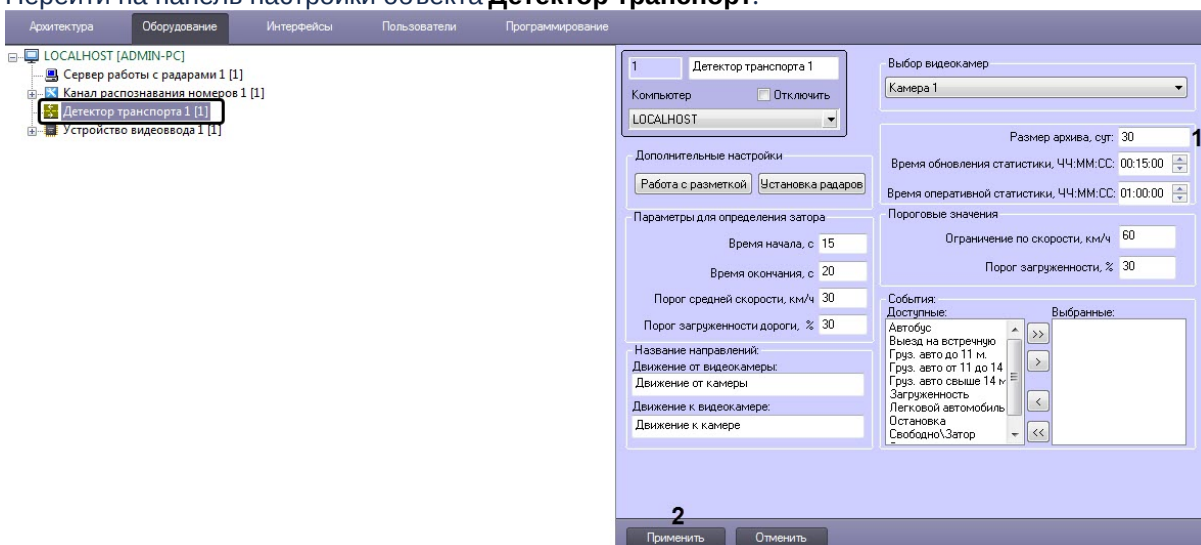 Перейти на панель настройки объекта Детектор транспорт.
Архитектура Оборудование Интерфейсы Пользователи Программирование
LOCALHOST [ADMIN-PC]
Сервер работы с радарами 1 [1]
Канал распознавания номеров 1 [1]
Детектор транспорта 1 [1]
Устройство видеоввода 1 [1]
1 Детектор транспорта 1
Компьютер Отключить
LOCALHOST
Выбор видеокамер
Камера 1
Размер архива, сут: 30 1
Время обновления статистики, ЧЧ:ММ:СС: 00:15:00
Время оперативной статистики, ЧЧ:ММ:СС: 01:00:00
Дополнительные настройки
Работа с разметкой Установка радаров
Параметры для определения затора
Время начала, с 15
Время окончания, с 20
Порог средней скорости, км/ч 30
Порог загруженности дороги, % 30
Пороговые значения
Ограничение по скорости, км/ч 60
Порог загруженности, % 30
Название направлений:
Движение от видеокамеры:
Движение от камеры
Движение к видеокамере:
Движение к камере
События:
Доступные: Выбранные:
Автобус
Выезд на встречную
Груз. авто до 11 м.
Груз. авто от 11 до 14
Груз. авто свыше 14 м
Загруженность
Легковой автомобиль
Остановка
Свободно\Затор
>>
>
<
<<
2
Применить Отменить